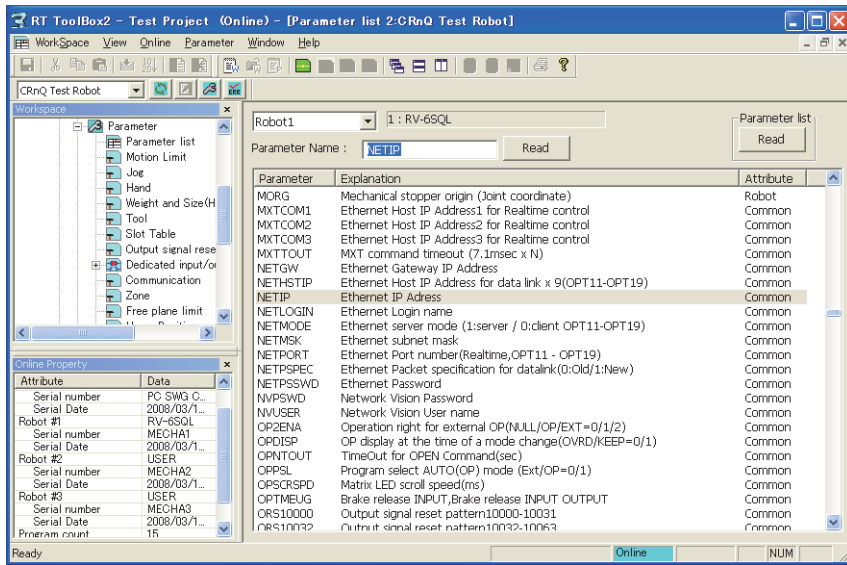 RT ToolBox2 - Test Project (Online) - [Parameter list 2:CRnQ Test Robot]
WorkSpace View Online Parameter Window Help
CRnQ Test Robot
Workspace
Parameter
Parameter list
Motion Limit
Jog
Hand
Weight and Size(H
Tool
Slot Table
Output signal rese
Dedicated input/o
Communication
Zone
Free plane limit
Online Property
Attribute Data
Serial number PC SWG C...
Serial Date 2008/03/1...
Robot #1 RV-6SQL
Serial number MECHA1
Serial Date 2008/03/1...
Robot #2 USER
Serial number MECHA2
Serial Date 2008/03/1...
Robot #3 USER
Serial number MECHA3
Serial Date 2008/03/1...
Program count 15
Robot1 1 : RV-6SQL
Parameter list
Read
Parameter Name : NETIP Read
Parameter Explanation Attribute
MORG Mechanical stopper origin (Joint coordinate) Robot
MXTCOM1 Ethernet Host IP Address1 for Realtime control Common
MXTCOM2 Ethernet Host IP Address2 for Realtime control Common
MXTCOM3 Ethernet Host IP Address3 for Realtime control Common
MXTTOUT MXT command timeout (7.1msec x N) Common
NETGW Ethernet Gateway IP Address Common
NETHSTIP Ethernet Host IP Address for data link x 9(OPT11-OPT19) Common
NETIP Ethernet IP Adress Common
NETLOGIN Ethernet Login name Common
NETMODE Ethernet server mode (1:server / 0:client OPT11-OPT19) Common
NETMSK Ethernet subnet mask Common
NETPORT Ethernet Port number(Realtime,OPT11 - OPT19) Common
NETPSPEC Ethernet Packet specification for datalink(0:Old/1:New) Common
NETPSSWD Ethernet Password Common
NVPSWD Network Vision Password Common
NVUSER Network Vision User name Common
OP2ENA Operation right for external OP(NULL/OP/EXT=0/1/2) Common
OPDISP OP display at the time of a mode change(OVRD/KEEP=0/1) Common
OPNTOUT TimeOut for OPEN Command(sec) Common
OPPSL Program select AUTO(OP) mode (Ext/OP=0/1) Common
OPSCRSPD Matrix LED scroll speed(ms) Common
OPTMEUG Brake release INPUT,Brake release INPUT OUTPUT Common
ORS10000 Output signal reset pattern10000-10031 Common
ORS10032 Output signal reset pattern10032-10063 Common
Ready Online NUM